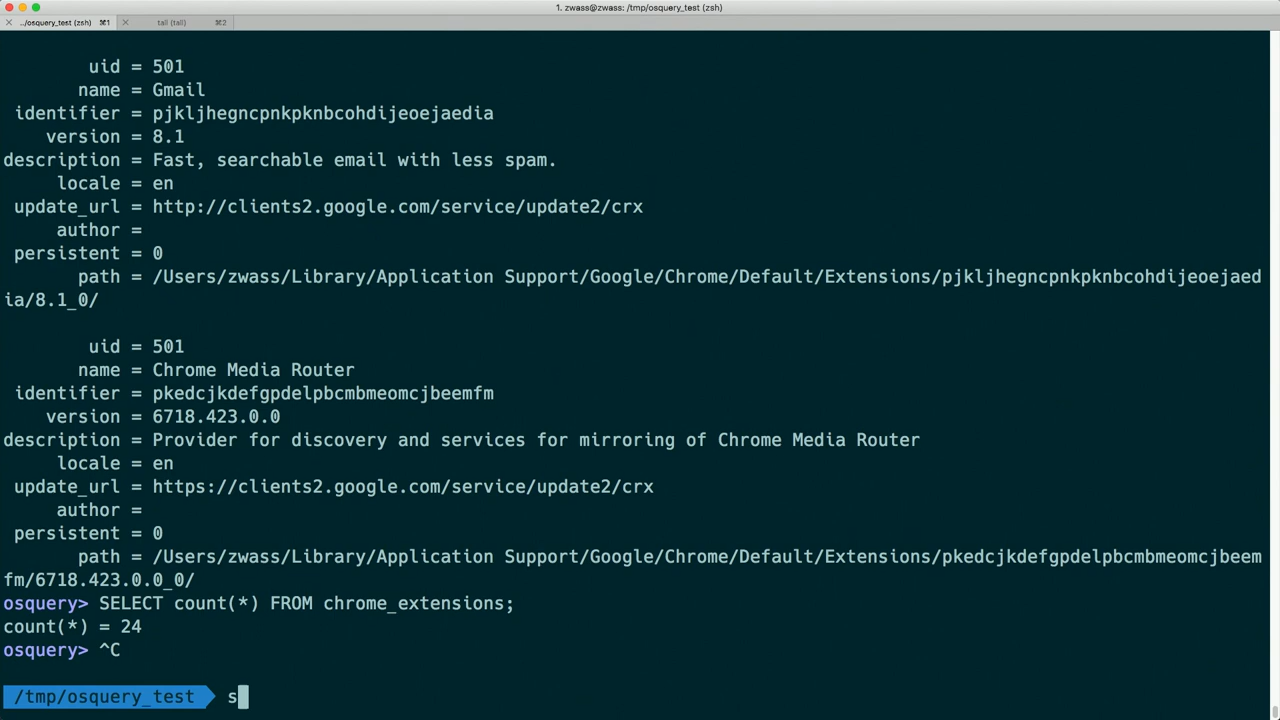 1. zwass@zwass: /tmp/osquery_test (zsh)
../osquery_test (zsh) ⌘1 tall (tall) ⌘2
uid = 501
name = Gmail
identifier = pjkljhegncpnkpknbcohdijeoejaedia
version = 8.1
description = Fast, searchable email with less spam.
locale = en
update_url = http://clients2.google.com/service/update2/crx
author =
persistent = 0
path = /Users/zwass/Library/Application Support/Google/Chrome/Default/Extensions/pjkljhegncpnkpknbcohdijeoejaed
ia/8.1_0/
uid = 501
name = Chrome Media Router
identifier = pkedcjkdefgpdelpbcmbmeomcjbeemfm
version = 6718.423.0.0
description = Provider for discovery and services for mirroring of Chrome Media Router
locale = en
update_url = https://clients2.google.com/service/update2/crx
author =
persistent = 0
path = /Users/zwass/Library/Application Support/Google/Chrome/Default/Extensions/pkedcjkdefgpdelpbcmbmeomcjbeem
fm/6718.423.0.0_0/
osquery> SELECT count(*) FROM chrome_extensions;
count(*) = 24
osquery> ^C
/tmp/osquery_test s